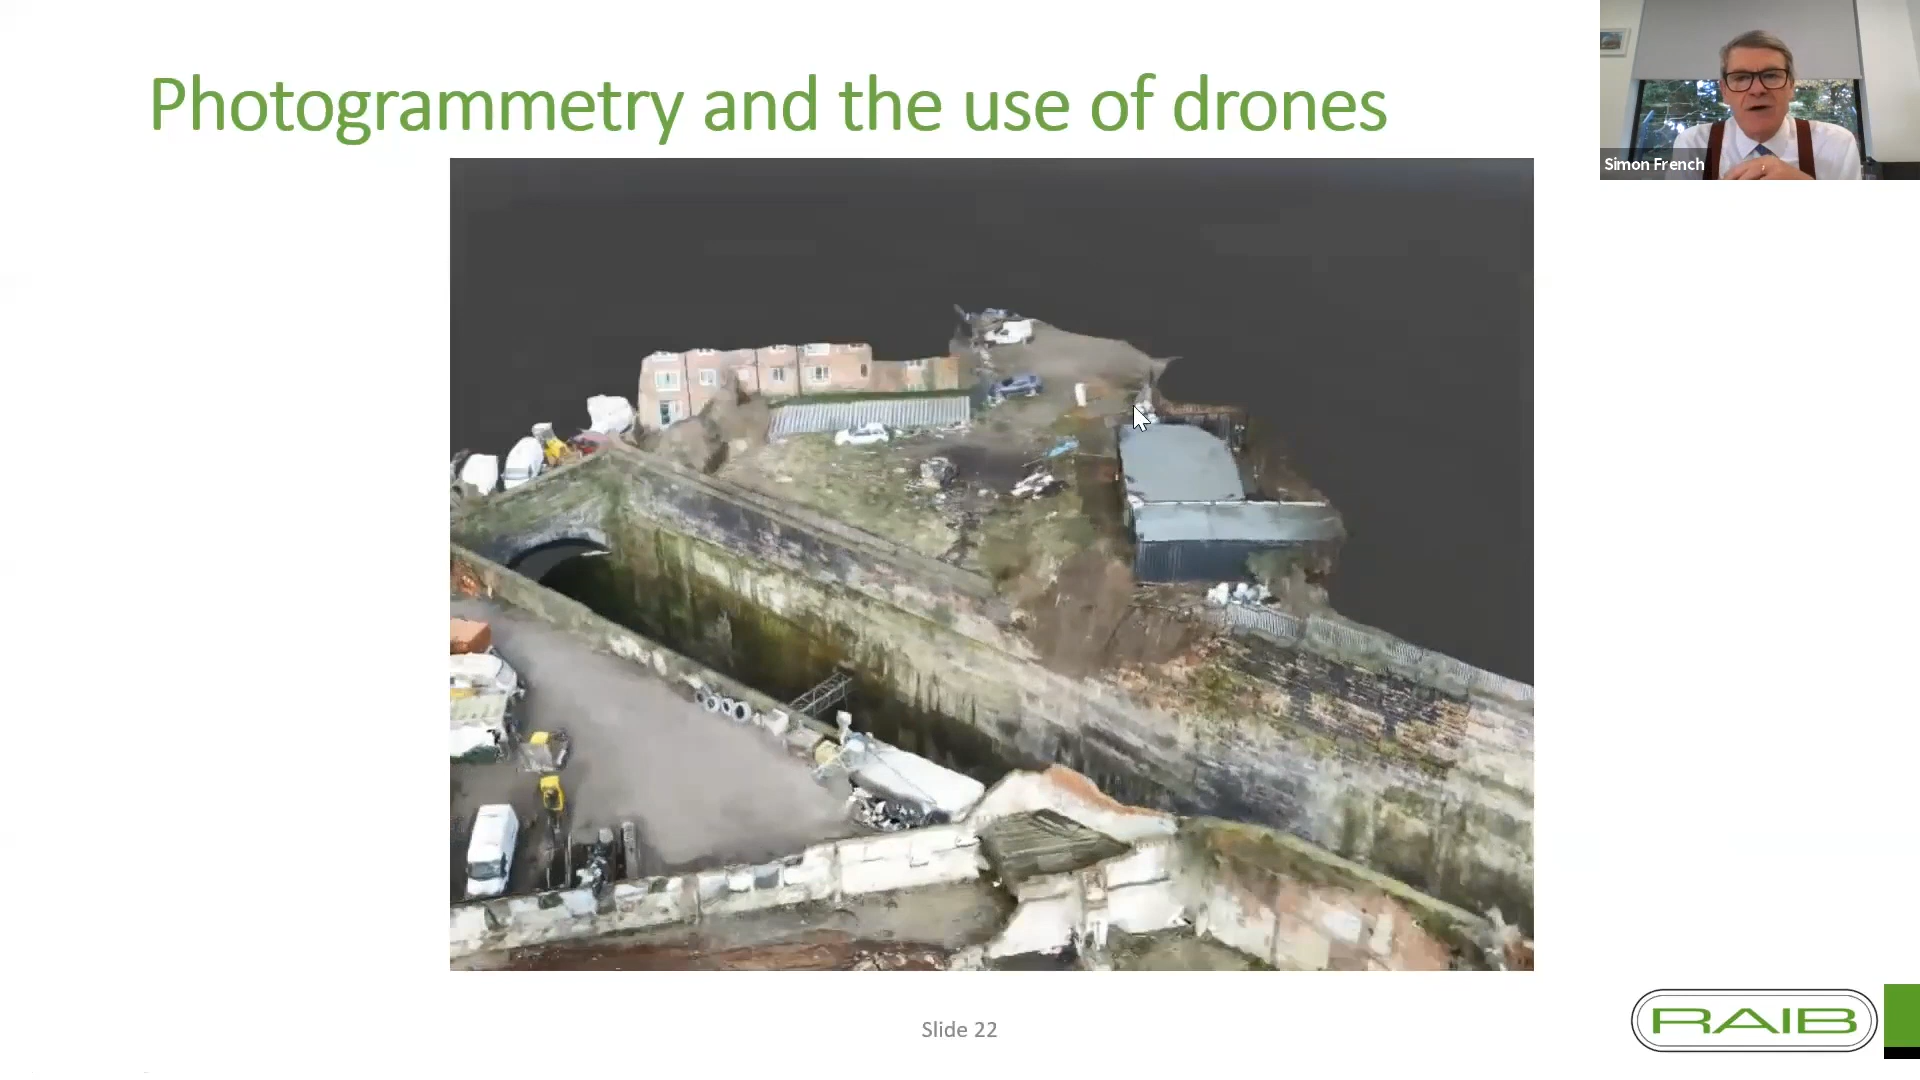 Photogrammetry and the use of drones
Simon French
Slide 22
RAIB